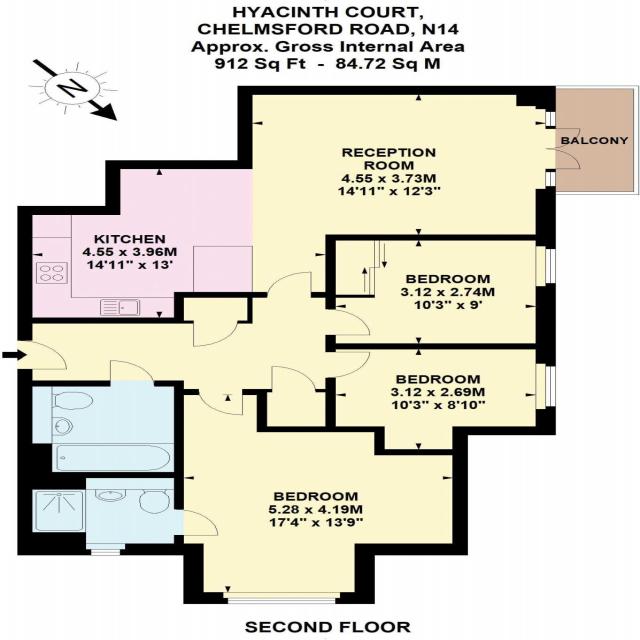 HYACINTH COURT,
CHELMSFORD ROAD, N14
Approx. Gross Internal Area
912 Sq Ft - 84.72 Sq M
N
BALCONY
RECEPTION
ROOM
4.55 x 3.73M
14'11" x 12'3"
KITCHEN
4.55 x 3.96M
14'11" x 13'
BEDROOM
3.12 x 2.74M
10'3" x 9'
BEDROOM
3.12 x 2.69M
10'3" x 8'10"
BEDROOM
5.28 x 4.19M
17'4" x 13'9"
SECOND FLOOR